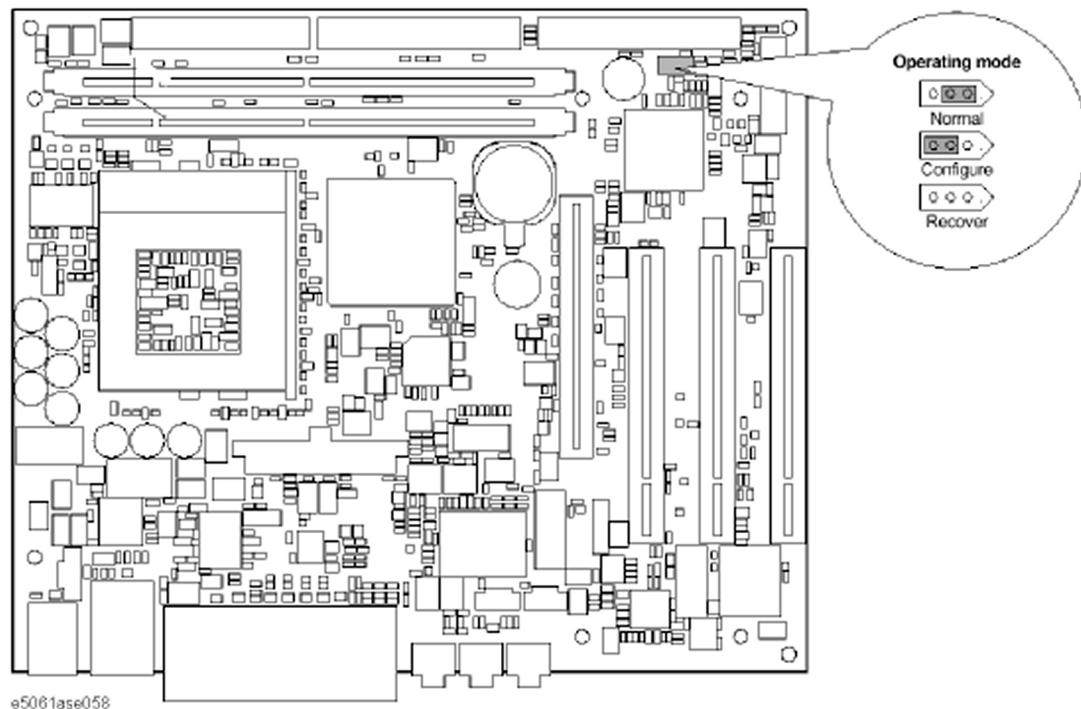 Operating mode
Normal
Configure
Recover
e5061ase058